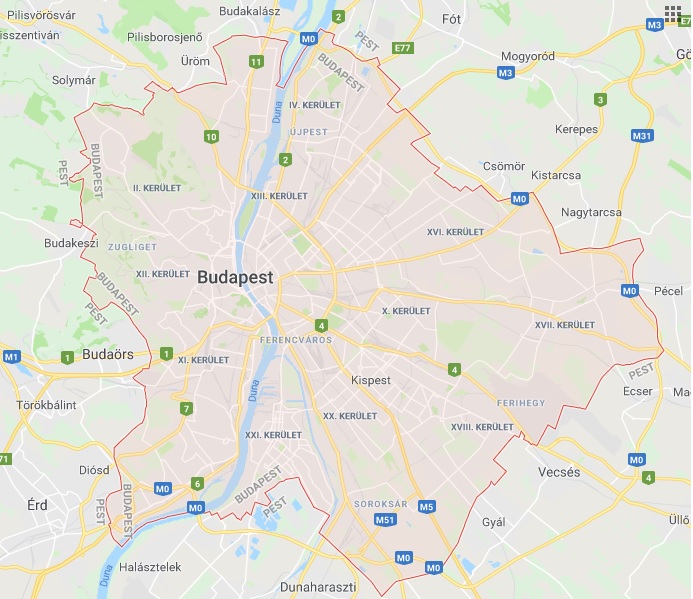 Pilisvörösvár
Budakalász
2
Fót
M3
E7
isszentiván
Pilisborosjenő
M0
PEST
E77
Üröm
11
BUDAPEST
Mogyoród
M3
Solymár
Duna
IV. KERÜLET
3
10
ÚJPEST
Kerepes
M31
BUDAPEST
PEST
2
Csömör
Kistarcsa
II. KERÜLET
XIII. KERÜLET
M0
Nagytarcsa
Budakeszi
ZUGLIGET
XVI. KERÜLET
XII. KERÜLET
Budapest
BUDAPEST
PEST
M0
Pécel
X. KERÜLET
4
XVII. KERÜLET
FERENCVÁROS
M1
1
Budaörs
1
XI. KERÜLET
4
PEST
Kispest
Duna
Ecser
Ma
Törökbálint
7
FERIHEGY
XX. KERÜLET
XVIII. KERÜLET
XXI. KERÜLET
71
M0
Diósd
Vecsés
4
M0
6
BUDAPEST
PEST
Érd
PEST
BUDAPEST
M0
SOROKSÁR
M5
M51
Gyál
Üllő
M0
M0
Halásztelek
Duna
Dunaharaszti